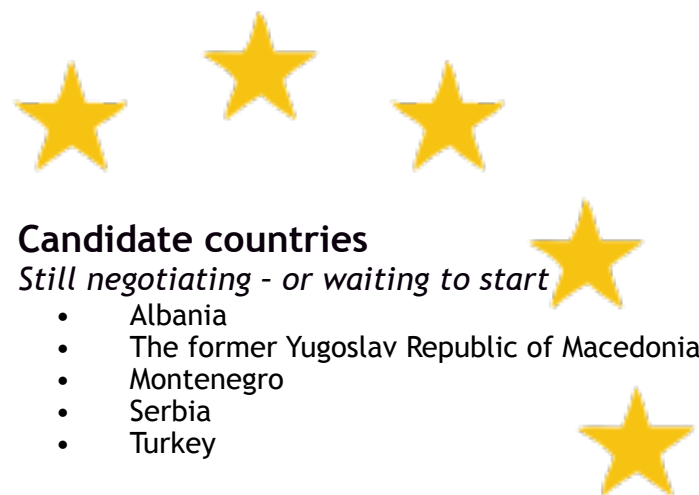 Candidate countries
Still negotiating – or waiting to start
• Albania
• The former Yugoslav Republic of Macedonia
• Montenegro
• Serbia
• Turkey